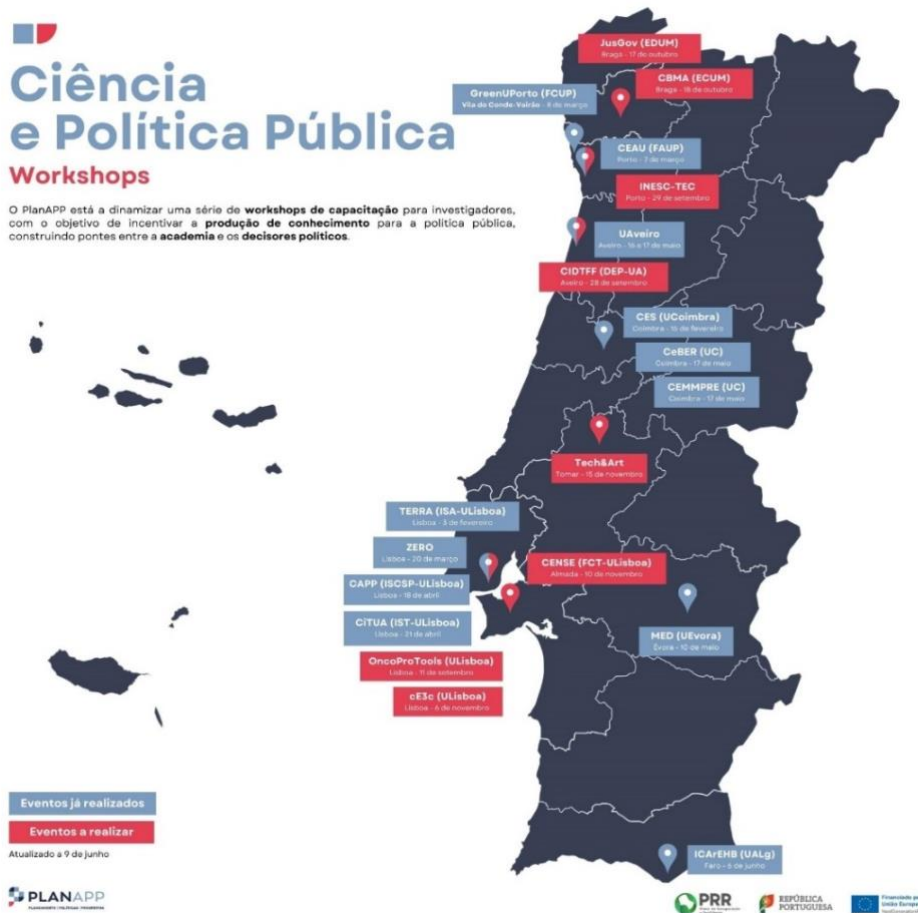 Ciência
e Política Pública
Workshops
O PlanAPP está a dinamizar uma série de workshops de capacitação para investigadores,
com o objetivo de incentivar a produção de conhecimento para a política pública,
construindo pontes entre a academia e os decisores políticos.
JusGov (EDUM)
Braga - 17 de outubro
CBMA (ECUM)
Braga - 18 de outubro
GreenUPorto (FCUP)
Vila do Conde: Vairão - 8 de março
CEAU (FAUP)
Porto - 7 de março
INESC-TEC
Porto - 29 de setembro
UAveiro
Aveiro - 16 a 17 de maio
CIDTFF (DEP-UA)
Aveiro - 28 de setembro
CES (UCoimbra)
Coimbra - 15 de fevereiro
CeBER (UC)
Coimbra - 17 de maio
CEMMPRE (UC)
Coimbra - 17 de maio
Tech&Art
Tomar - 15 de novembro
TERRA (ISA-ULisboa)
Lisboa - 3 de fevereiro
ZERO
Lisboa - 20 de março
CENSE (FCT-ULisboa)
Almada - 10 de novembro
CAPP (ISCSP-ULisboa)
Lisboa - 18 de abril
CiTUA (IST-ULisboa)
Lisboa - 21 de abril
MED (UEvora)
Évora - 10 de maio
OncoProTools (ULisboa)
Lisboa - 11 de setembro
cE3c (ULisboa)
Lisboa - 6 de novembro
Eventos já realizados
Eventos a realizar
Atualizado a 9 de junho
ICArEHB (UALg)
Faro - 6 de junho
PLANAPP
PRR
REPÚBLICA
PORTUGUESA
Financiado pe
União Europe